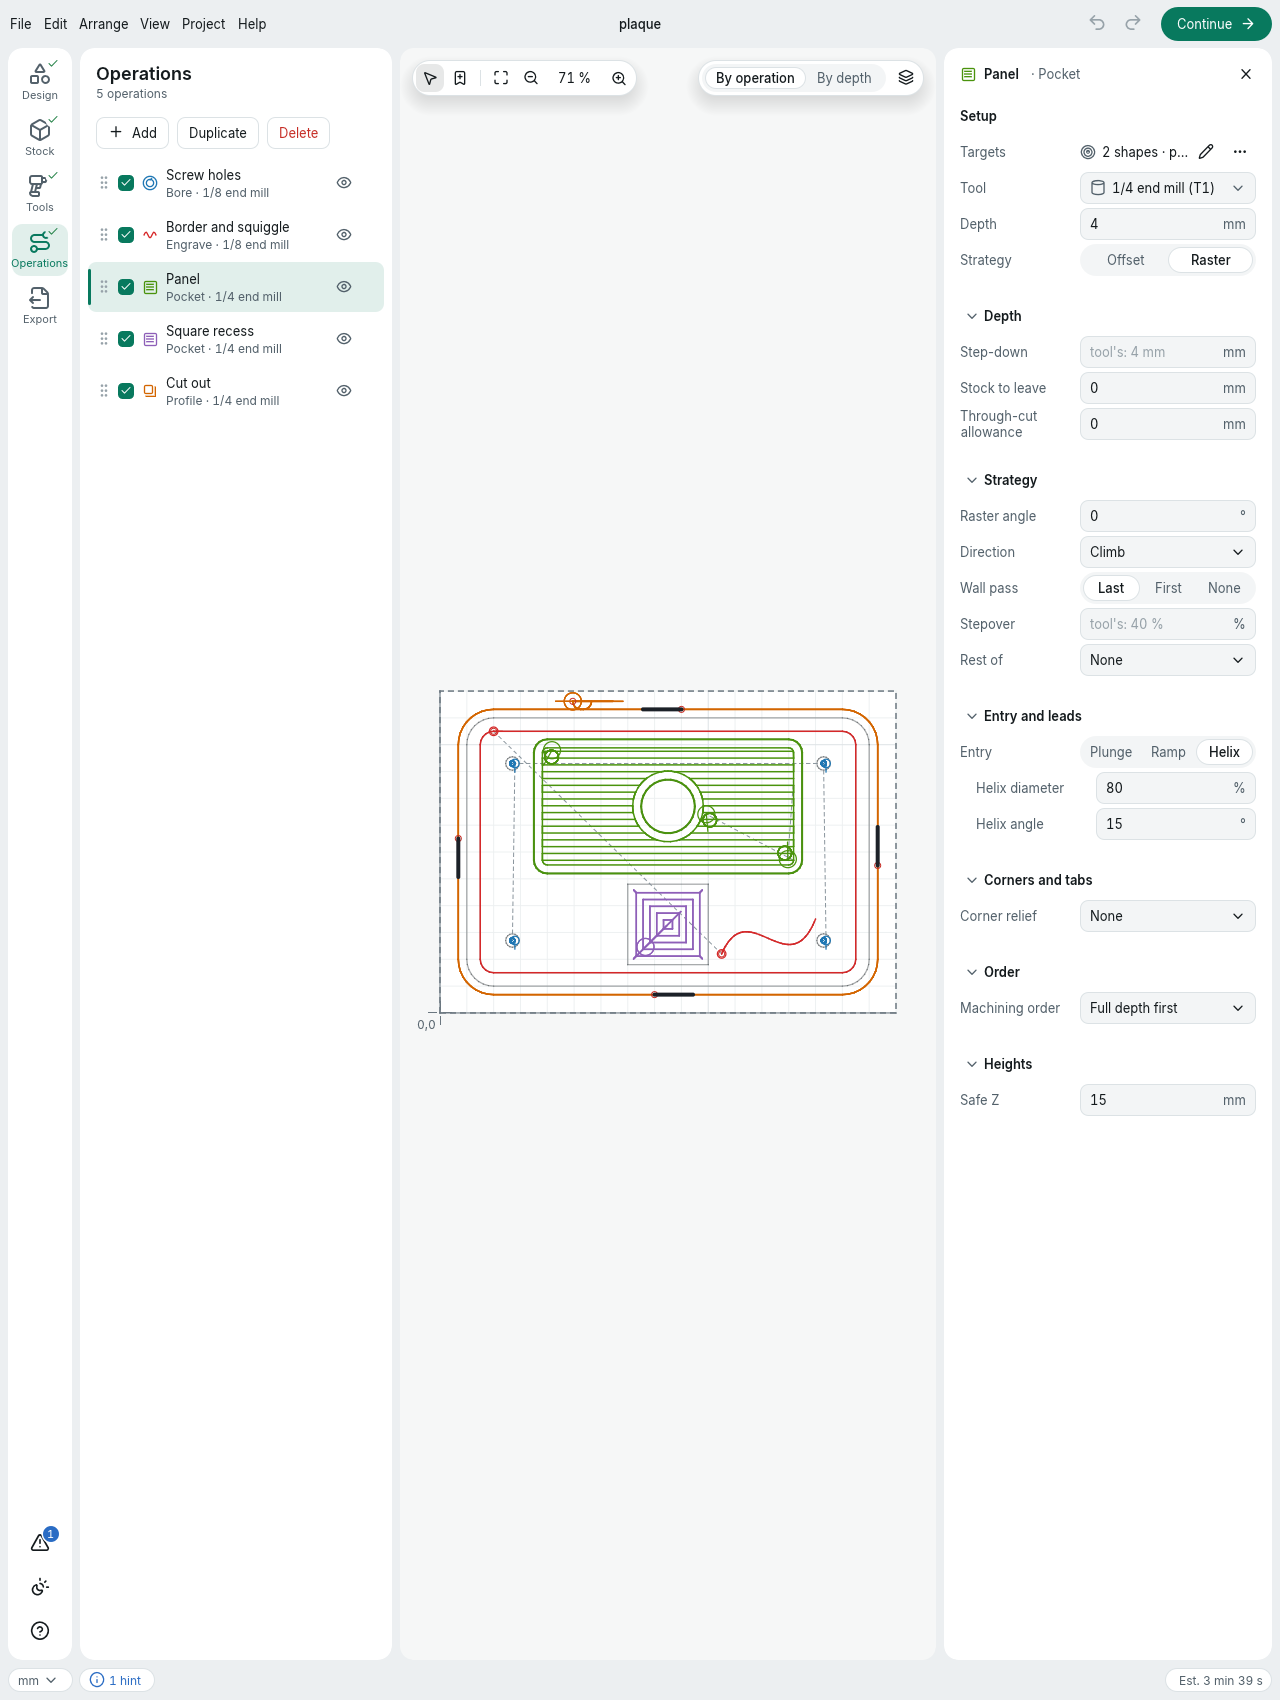 File Edit Arrange View Project Help
plaque
Continue
Design
Stock
Tools
Operations
Export
1
Operations
5 operations
Add
Duplicate
Delete
Screw holes
Bore · 1/8 end mill
Border and squiggle
Engrave · 1/8 end mill
Panel
Pocket · 1/4 end mill
Square recess
Pocket · 1/4 end mill
Cut out
Profile · 1/4 end mill
71 %
By operation By depth
0,0
Panel · Pocket
Setup
Targets 2 shapes · p...
Tool 1/4 end mill (T1)
Depth 4 mm
Strategy Offset Raster
Depth
Step-down tool's: 4 mm mm
Stock to leave 0 mm
Through-cut
allowance 0 mm
Strategy
Raster angle 0 °
Direction Climb
Wall pass Last First None
Stepover tool's: 40 % %
Rest of None
Entry and leads
Entry Plunge Ramp Helix
Helix diameter 80 %
Helix angle 15 °
Corners and tabs
Corner relief None
Order
Machining order Full depth first
Heights
Safe Z 15 mm
mm
1 hint
Est. 3 min 39 s